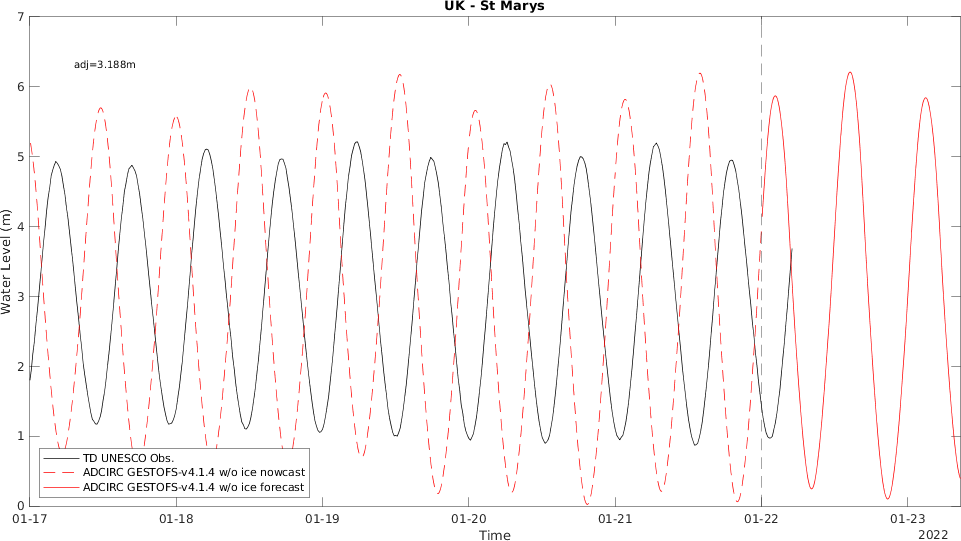 UK - St Marys
7
adj=3.188m
6
5
4
3
2
1
0
Water Level (m)
TD UNESCO Obs.
ADCIRC GESTOFS-v4.1.4 w/o ice nowcast
ADCIRC GESTOFS-v4.1.4 w/o ice forecast
01-17 01-18 01-19 01-20 01-21 01-22 01-23
Time
2022